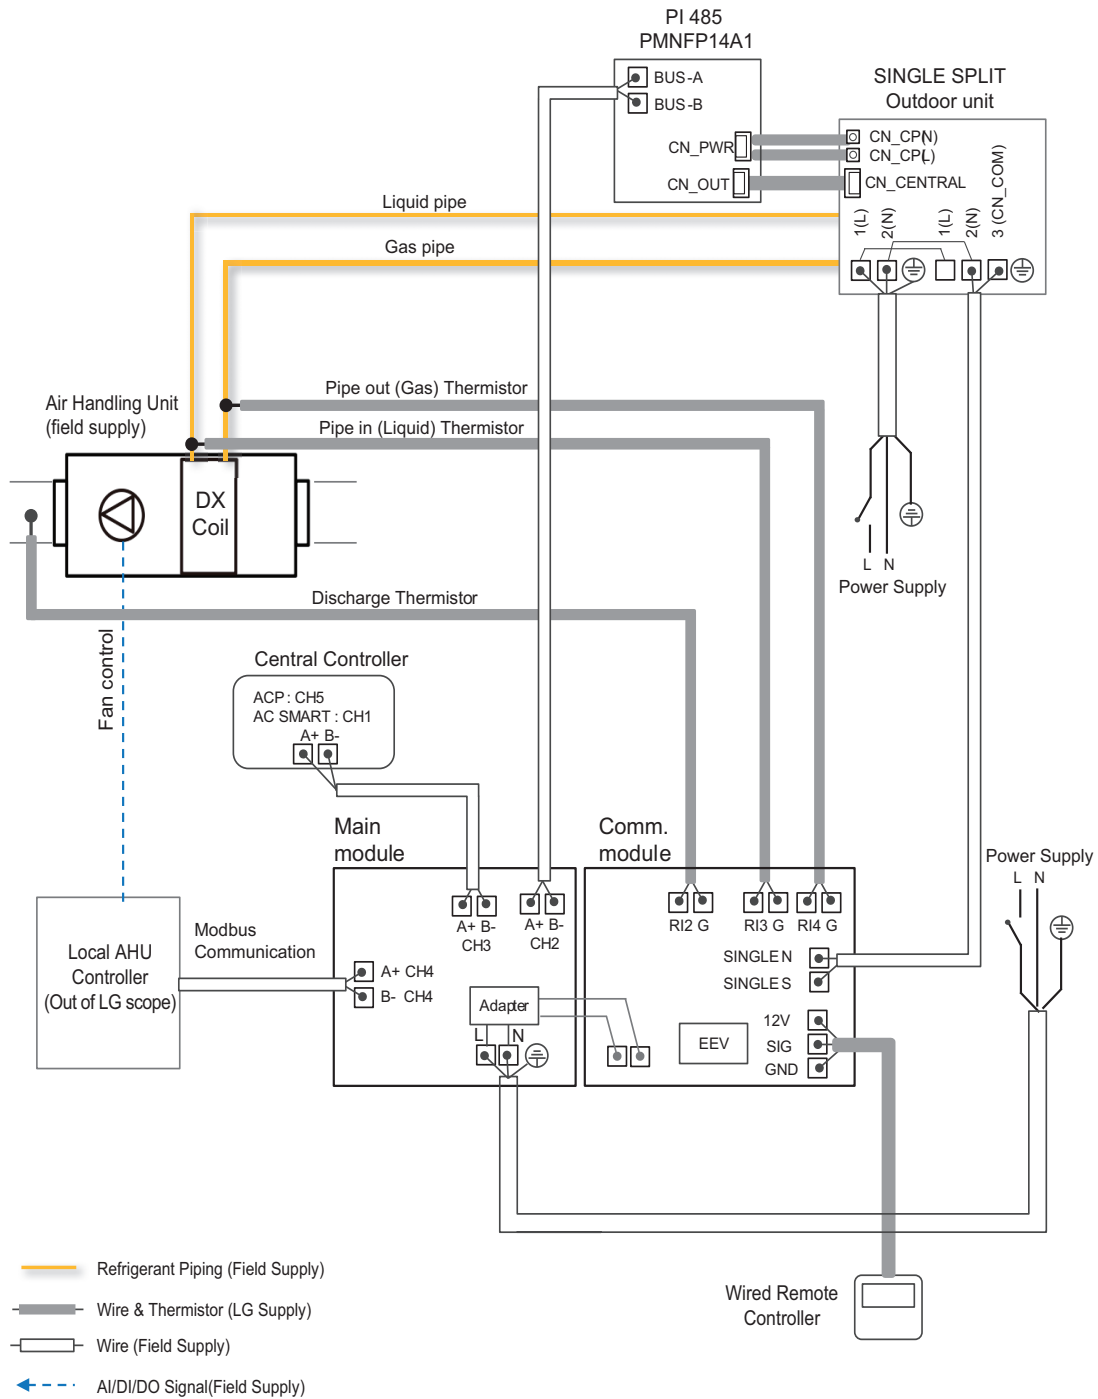 PI 485
PMNFP14A1
BUS-A
BUS-B
CN_PWR
CN_OUT
SINGLE SPLIT
Outdoor unit
CN_CP(N)
CN_CP(L)
CN_CENTRAL
1(L)
2(N)
1(L)
2(N)
3 (CN_COM)
Liquid pipe
Gas pipe
Pipe out (Gas) Thermistor
Pipe in (Liquid) Thermistor
Air Handling Unit
(field supply)
DX
Coil
L N
Power Supply
Discharge Thermistor
Fan control
Central Controller
ACP : CH5
AC SMART : CH1
A+ B-
Main
module
Comm.
module
Power Supply
L N
A+ B-
CH3
A+ B-
CH2
RI2 G
RI3 G
RI4 G
Modbus
Communication
Local AHU
Controller
(Out of LG scope)
A+ CH4
B- CH4
SINGLE N
SINGLE S
Adapter
L N
EEV
12V
SIG
GND
Wired Remote
Controller
Refrigerant Piping (Field Supply)
Wire & Thermistor (LG Supply)
Wire (Field Supply)
AI/DI/DO Signal(Field Supply)